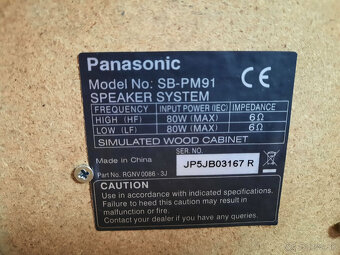 Panasonic
Model No: SB-PM91 CE
SPEAKER SYSTEM
FREQUENCY INPUT POWER (IEC) IMPEDANCE
HIGH (HF) 80W (MAX) 6Ω
LOW (LF) 80W (MAX) 6Ω
SIMULATED WOOD CABINET
SER. NO.
Made in China JP5JB03167 R
Part No. RGNV0086 - 3J
CAUTION
Use in accordance with indicated specifications.
Failure in following this caution may result in
malfunction or fire.
Contact your dealer if you have any queries.